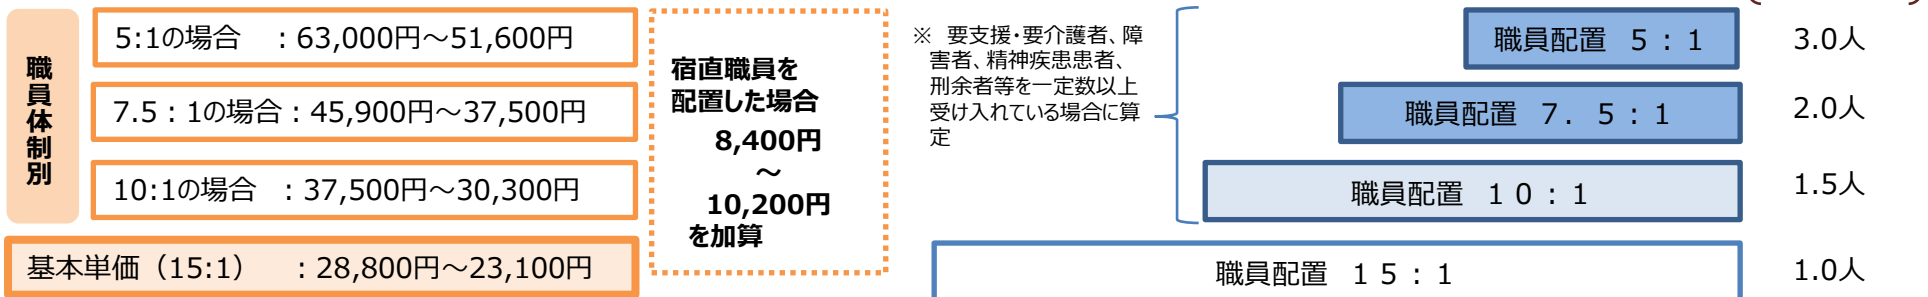 職員体制別
5:1の場合 ：63,000円～51,600円
7.5：1の場合：45,900円～37,500円
10:1の場合 ：37,500円～30,300円
基本単価（15:1） ：28,800円～23,100円
宿直職員を
配置した場合
8,400円
～
10,200円
を加算
※ 要支援・要介護者、障
害者、精神疾患患者、
刑余者等を一定数以上
受け入れている場合に算
定
職員配置 ５：１
3.0人
職員配置 ７．５：１
2.0人
職員配置 １０：１
1.5人
職員配置 １５：１
1.0人